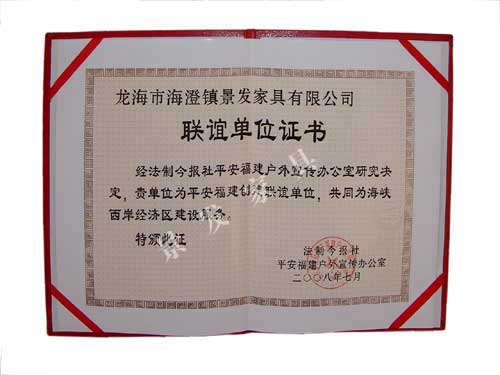 龙海市海澄镇景发家具有限公司
联谊单位证书
经法制今报社平安福建户外宣传办公室研究决
定，贵单位为平安福建创建联谊单位，共同为海峡
西岸经济区建设服务。
特颁此证
法制今报社
平安福建户外宣传办公室
二〇〇八年七月
景发家具